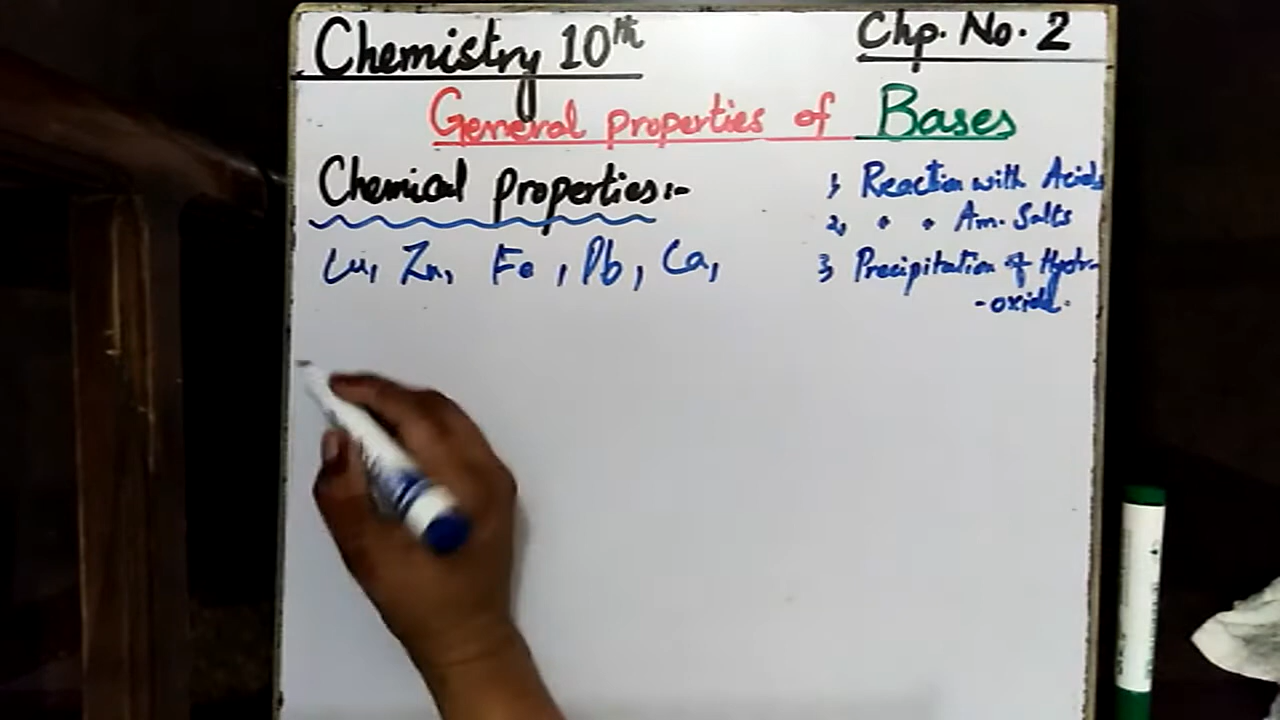 Chemistry 10th
Chp. No. 2
General properties of Bases
Chemical properties:-
1, Reaction with Acids
2, " " Am. Salts
3, Precipitation of Hydr-
-oxide.
Cu, Zn, Fe, Pb, Ca,